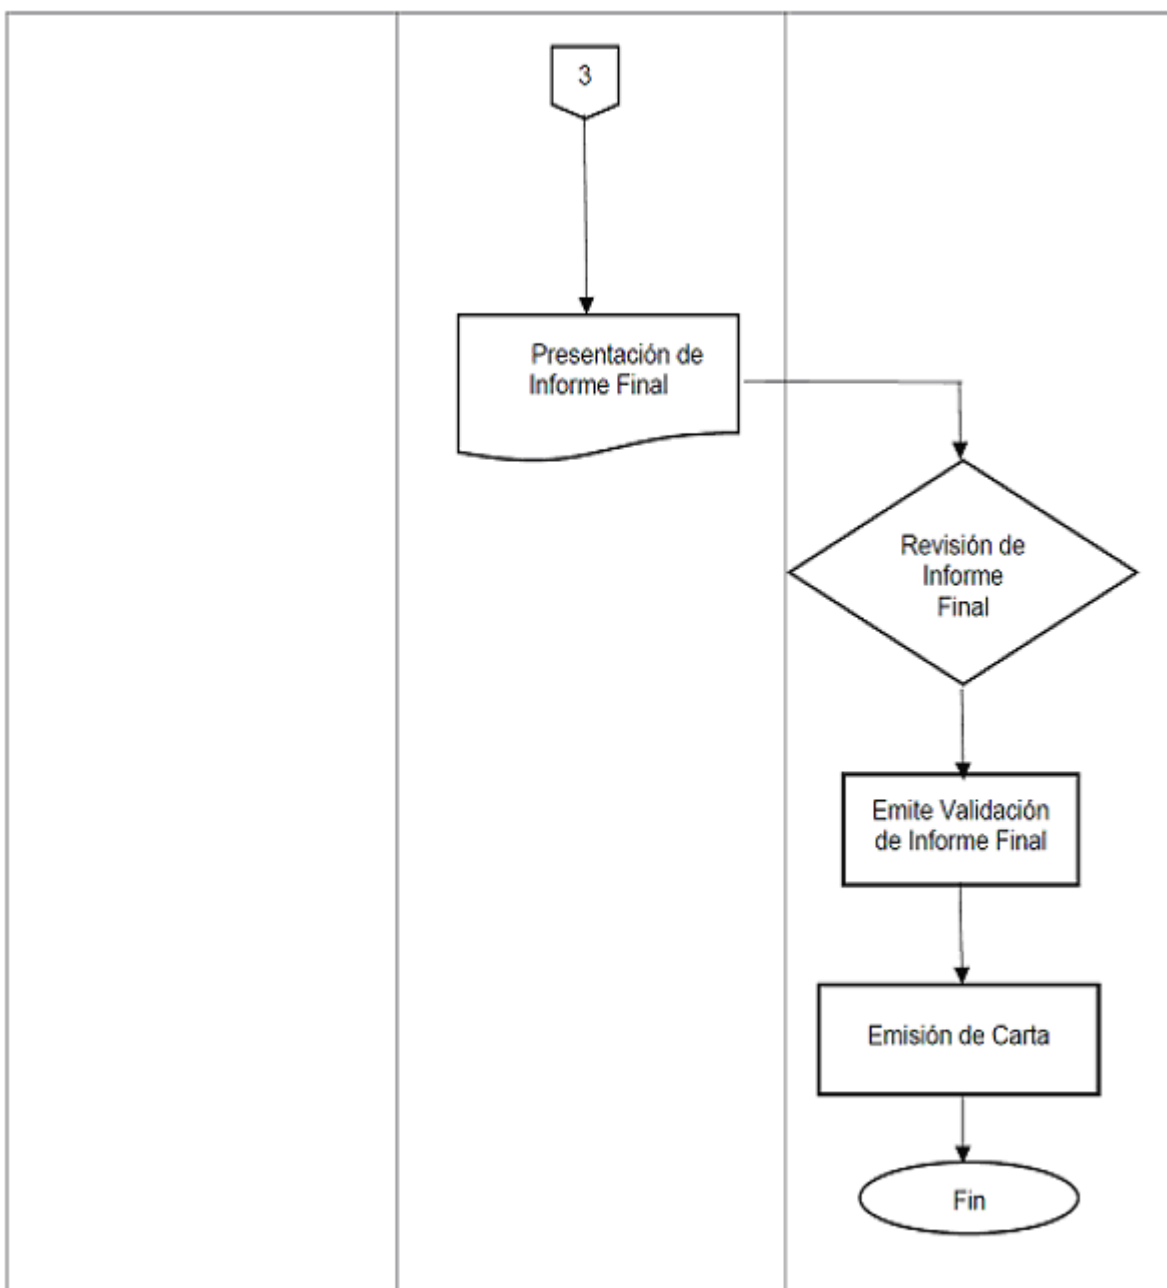 3
Presentación de
Informe Final
Revisión de
Informe
Final
Emite Validación
de Informe Final
Emisión de Carta
Fin